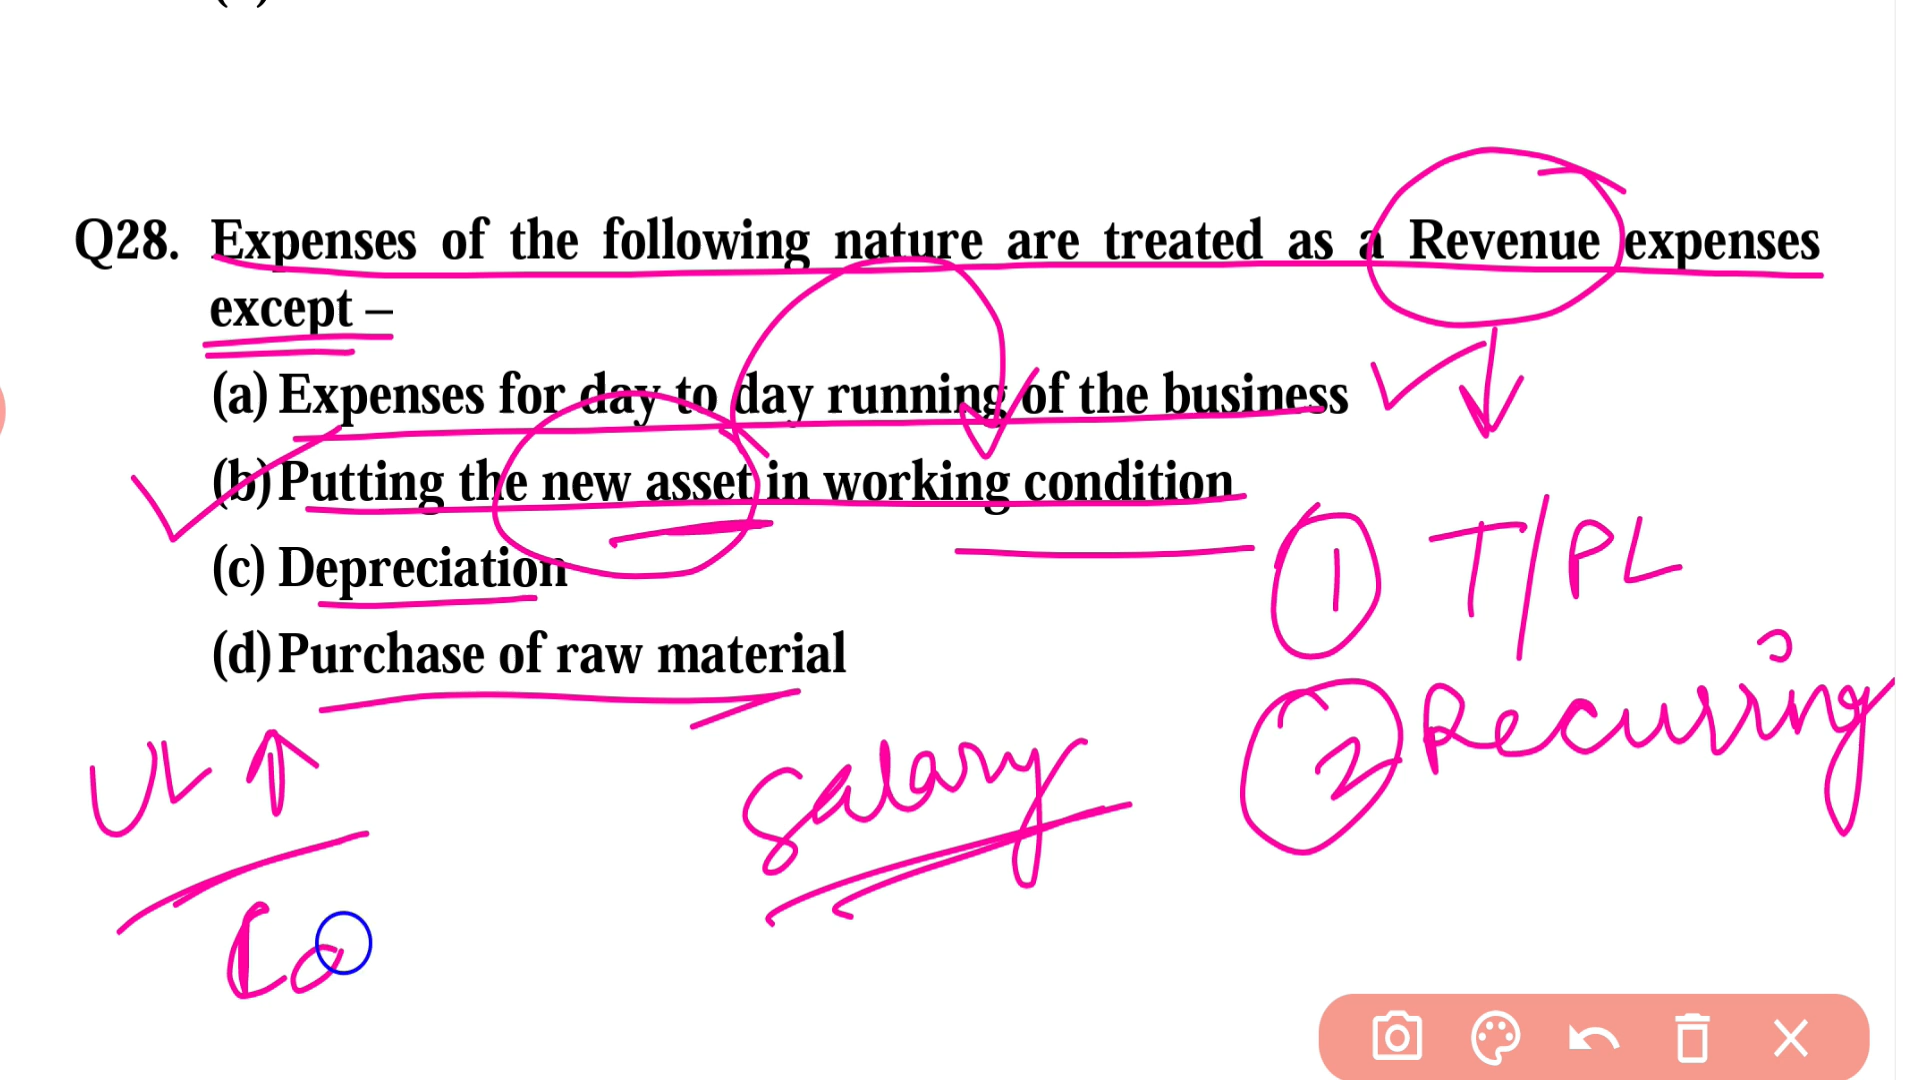 Q28. Expenses of the following nature are treated as a Revenue expenses
except –
(a) Expenses for day to day running of the business
(b) Putting the new asset in working condition
(c) Depreciation
(d) Purchase of raw material
1 T/PL
2 Recurring
UL ↑
Salary